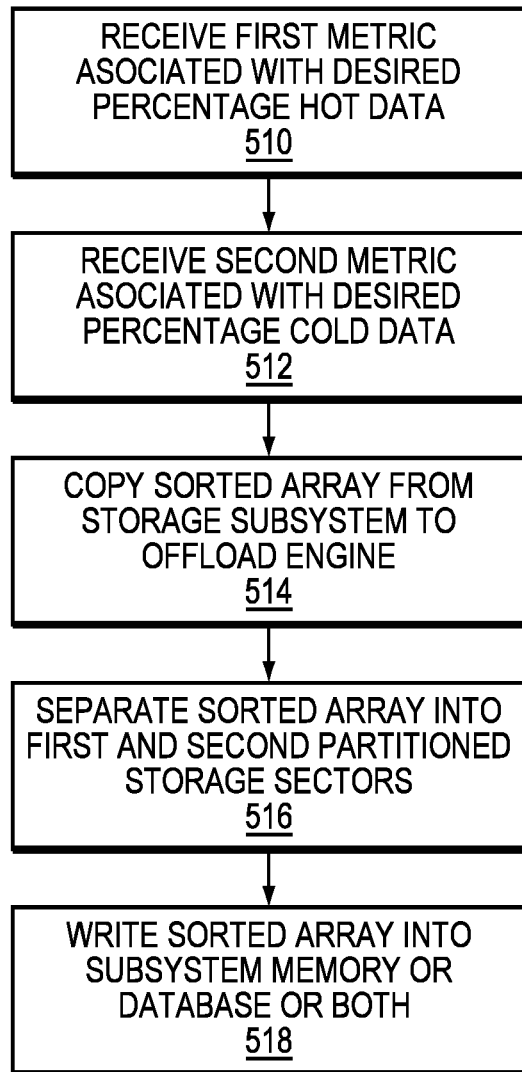 RECEIVE FIRST METRIC
ASOCIATED WITH DESIRED
PERCENTAGE HOT DATA
510
RECEIVE SECOND METRIC
ASOCIATED WITH DESIRED
PERCENTAGE COLD DATA
512
COPY SORTED ARRAY FROM
STORAGE SUBSYSTEM TO
OFFLOAD ENGINE
514
SEPARATE SORTED ARRAY INTO
FIRST AND SECOND PARTITIONED
STORAGE SECTORS
516
WRITE SORTED ARRAY INTO
SUBSYSTEM MEMORY OR
DATABASE OR BOTH
518